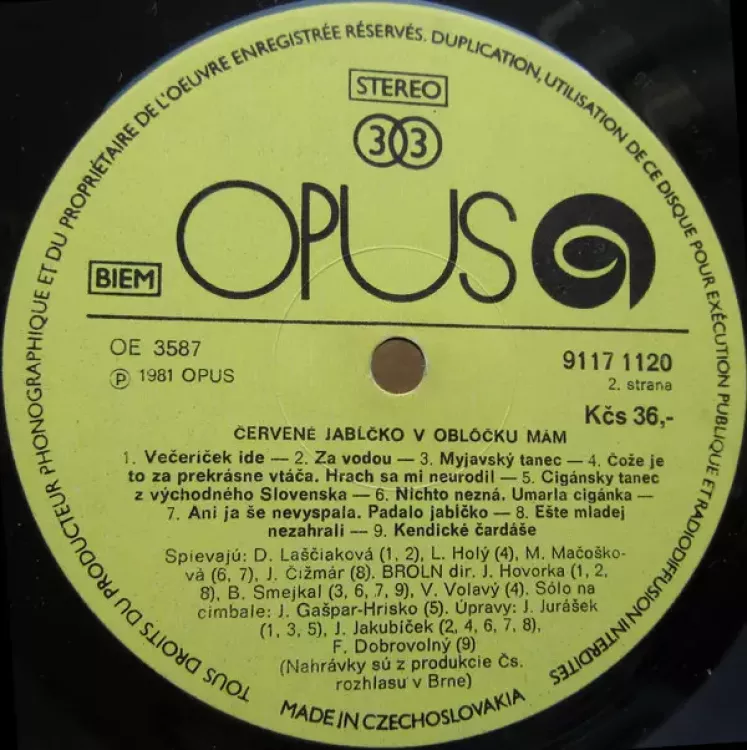 TOUS DROITS DU PRODUCTEUR PHONOGRAPHIQUE ET DU PROPRIÉTAIRE DE L'OEUVRE ENREGISTRÉE RÉSERVÉS. DUPLICATION, UTILISATION DE CE DISQUE POUR EXÉCUTION PUBLIQUE ET RADIODIFFUSION INTERDITES
STEREO
33
OPUS
BIEM
OE 3587
℗ 1981 OPUS
9117 1120
2. strana
Kčs 36,-
ČERVENÉ JABĹČKO V OBLÔČKU MÁM
1. Večeriček ide — 2. Za vodou — 3. Myjavský tanec — 4. Čože je
to za prekrásne vtáča. Hrach sa mi neurodil — 5. Cigánsky tanec
z východného Slovenska — 6. Nichto nezná. Umarla cigánka —
7. Ani ja še nevyspala. Padalo jabĺčko — 8. Ešte mladej
nezahrali — 9. Kendické čardáše
Spievajú: D. Laščiaková (1, 2), L. Holý (4), M. Mačoško-
vá (6, 7), J. Čižmár (8). BROLN dir. J. Hovorka (1, 2,
8), B. Smejkal (3, 6, 7, 9), V. Volavý (4). Sólo na
cimbale: J. Gašpar-Hrisko (5). Úpravy: J. Jurášek
(1, 3, 5), J. Jakubíček (2, 4, 6, 7, 8),
F. Dobrovolný (9)
(Nahrávky sú z produkcie Čs.
rozhlasu v Brne)
MADE IN CZECHOSLOVAKIA